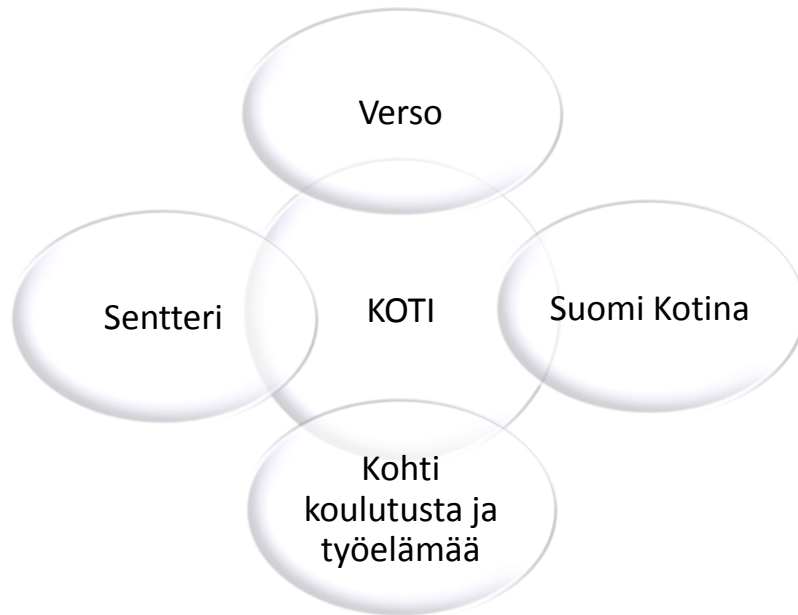 Verso
Sentteri
KOTI
Suomi Kotina
Kohti
koulutusta ja
työelämää